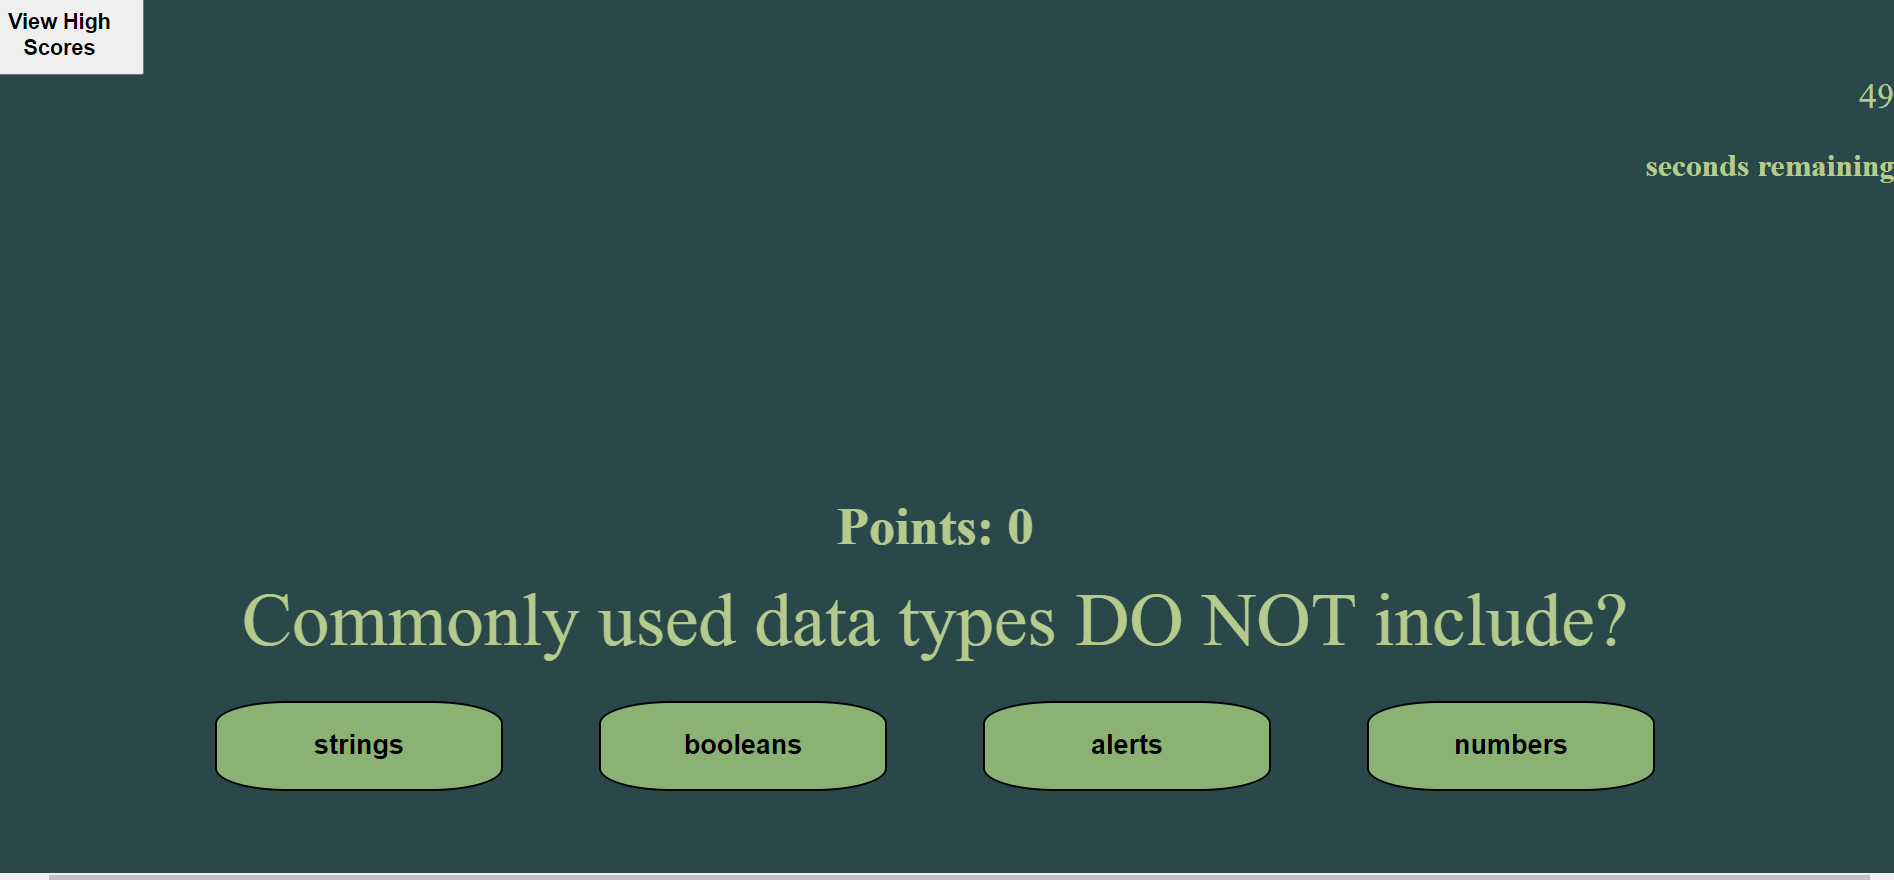 View High
Scores
49
seconds remaining
Points: 0
Commonly used data types DO NOT include?
strings
booleans
alerts
numbers